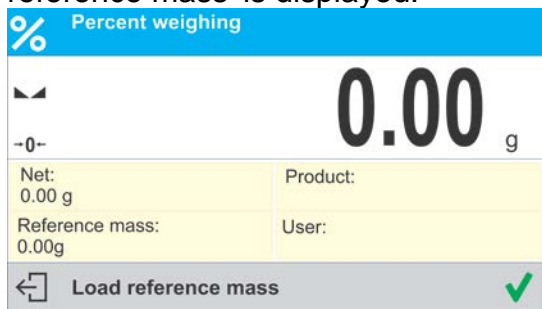 reference mass' is displayed.
% Percent weighing
0.00 g
→0←
Net:
0.00 g
Product:
Reference mass:
0.00g
User:
Load reference mass